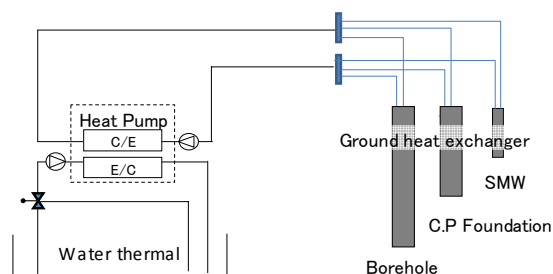 Heat Pump
C/E
E/C
Ground heat exchanger
SMW
C.P Foundation
Borehole
Water thermal